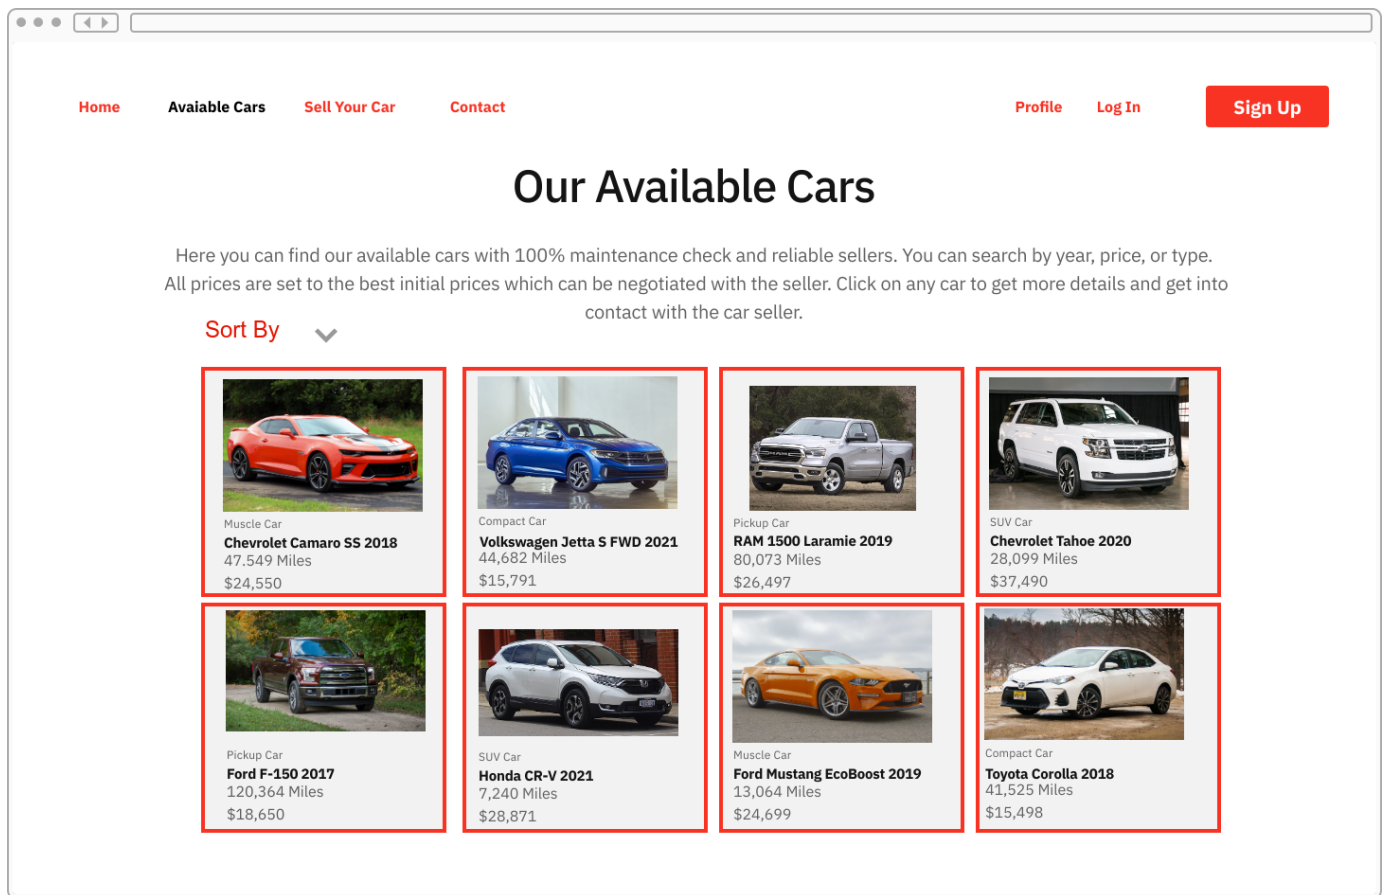 Home Avaiable Cars Sell Your Car Contact Profile Log In Sign Up
Our Available Cars
Here you can find our available cars with 100% maintenance check and reliable sellers. You can search by year, price, or type.
All prices are set to the best initial prices which can be negotiated with the seller. Click on any car to get more details and get into
contact with the car seller.
Sort By
Muscle Car
Chevrolet Camaro SS 2018
47.549 Miles
$24,550
Compact Car
Volkswagen Jetta S FWD 2021
44,682 Miles
$15,791
Pickup Car
RAM 1500 Laramie 2019
80,073 Miles
$26,497
SUV Car
Chevrolet Tahoe 2020
28,099 Miles
$37,490
Pickup Car
Ford F-150 2017
120,364 Miles
$18,650
SUV Car
Honda CR-V 2021
7,240 Miles
$28,871
Muscle Car
Ford Mustang EcoBoost 2019
13,064 Miles
$24,699
Compact Car
Toyota Corolla 2018
41,525 Miles
$15,498